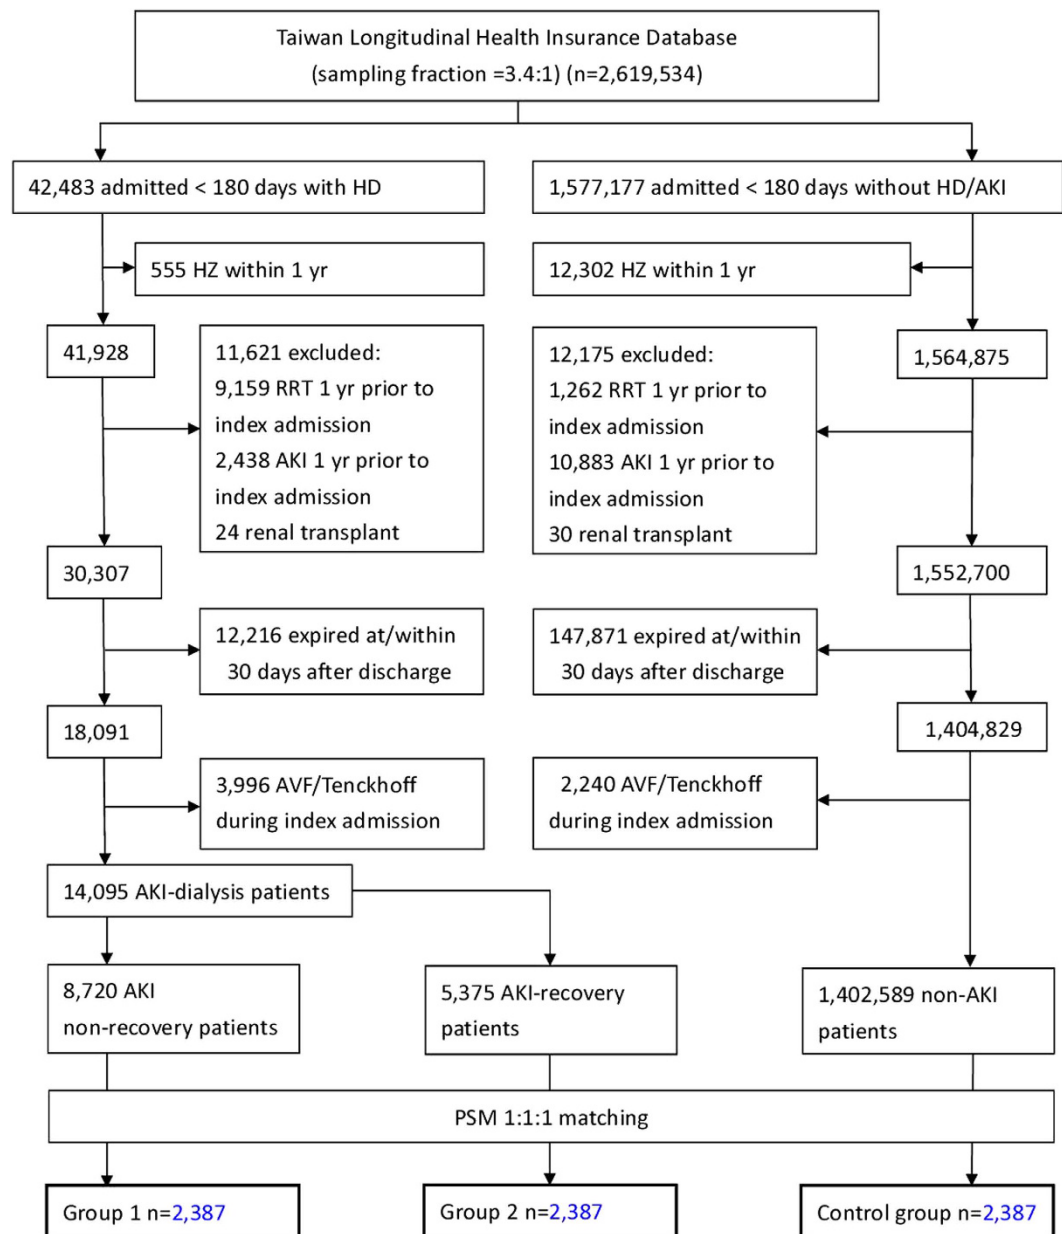 Taiwan Longitudinal Health Insurance Database
(sampling fraction =3.4:1) (n=2,619,534)
42,483 admitted < 180 days with HD
1,577,177 admitted < 180 days without HD/AKI
555 HZ within 1 yr
12,302 HZ within 1 yr
41,928
11,621 excluded:
9,159 RRT 1 yr prior to
index admission
2,438 AKI 1 yr prior to
index admission
24 renal transplant
12,175 excluded:
1,262 RRT 1 yr prior to
index admission
10,883 AKI 1 yr prior to
index admission
30 renal transplant
1,564,875
30,307
1,552,700
12,216 expired at/within
30 days after discharge
147,871 expired at/within
30 days after discharge
18,091
1,404,829
3,996 AVF/Tenckhoff
during index admission
2,240 AVF/Tenckhoff
during index admission
14,095 AKI-dialysis patients
8,720 AKI
non-recovery patients
5,375 AKI-recovery
patients
1,402,589 non-AKI
patients
PSM 1:1:1 matching
Group 1 n=2,387
Group 2 n=2,387
Control group n=2,387